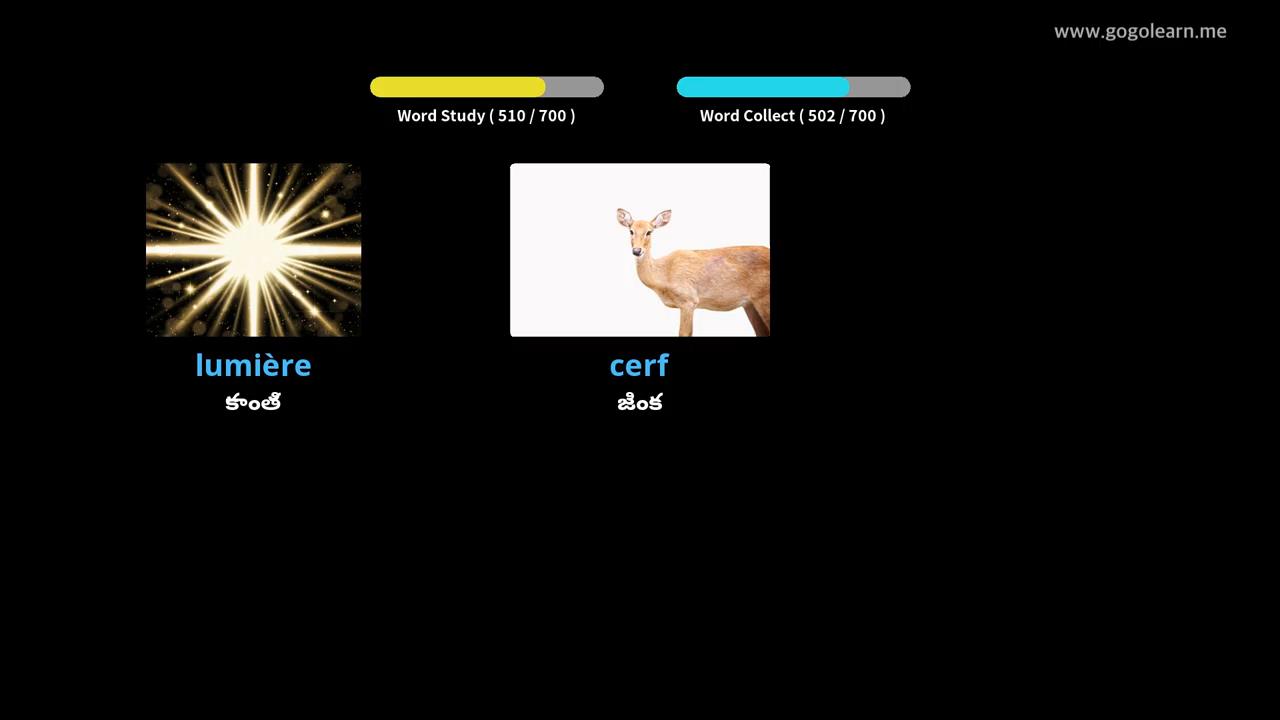 www.gogolearn.me
Word Study ( 510 / 700 )
Word Collect ( 502 / 700 )
lumière
cerf
కాంతి
జింక